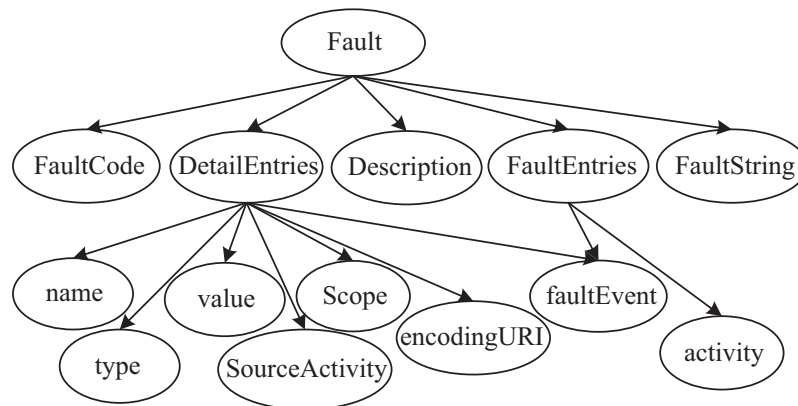 Fault
FaultCode
DetailEntries
Description
FaultEntries
FaultString
name
value
Scope
faultEvent
type
SourceActivity
encodingURI
activity